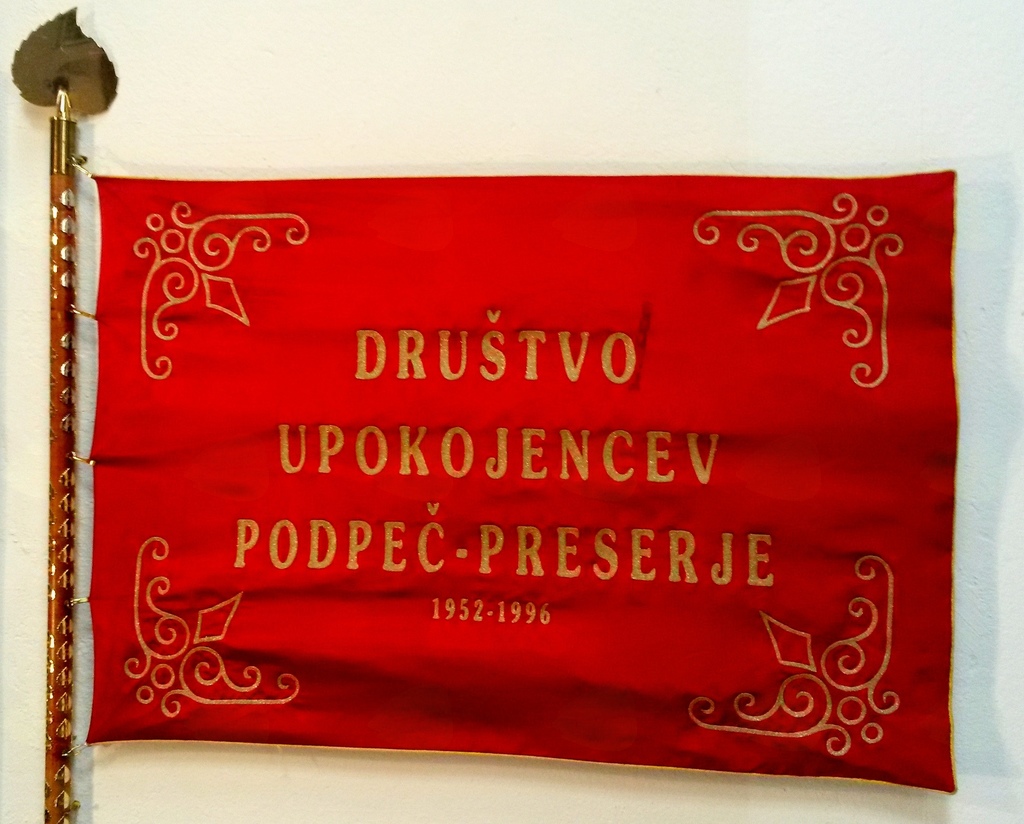 DRUŠTVO
UPOKOJENCEV
PODPEČ-PRESERJE
1952-1996